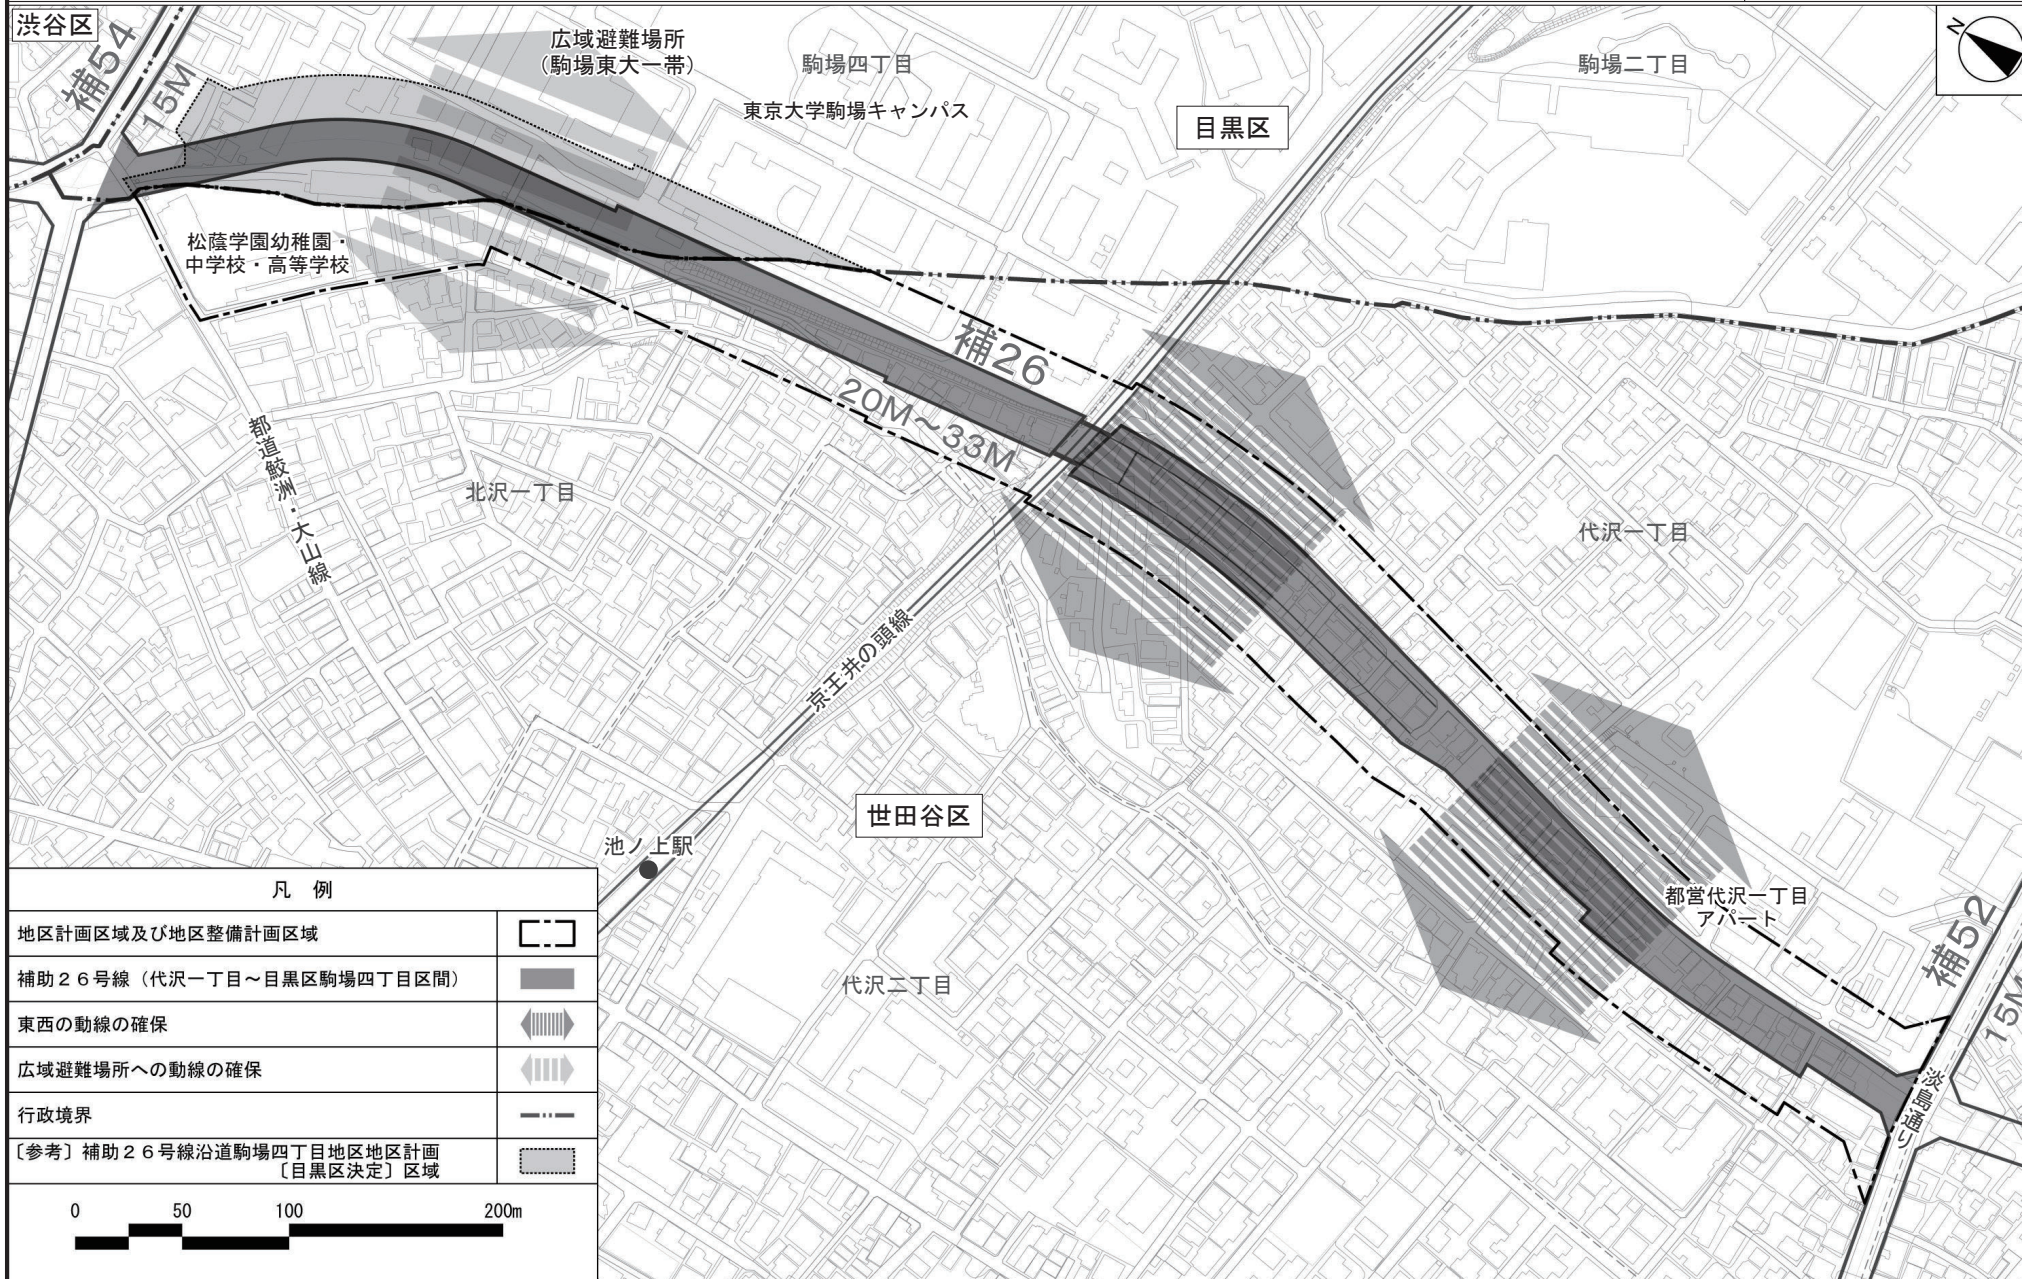 渋谷区
補54
15M
広域避難場所
(駒場東大一帯)
駒場四丁目
東京大学駒場キャンパス
目黒区
駒場二丁目
N
松蔭学園幼稚園・
中学校・高等学校
補26
20M～33M
都道鮫洲・大山線
北沢一丁目
代沢一丁目
京王井の頭線
世田谷区
池ノ上駅
代沢二丁目
都営代沢一丁目
アパート
補52
15M
淡島通り
凡 例
地区計画区域及び地区整備計画区域
補助２６号線（代沢一丁目～目黒区駒場四丁目区間）
東西の動線の確保
広域避難場所への動線の確保
行政境界
〔参考〕補助２６号線沿道駒場四丁目地区地区計画
〔目黒区決定〕区域
0 50 100 200m